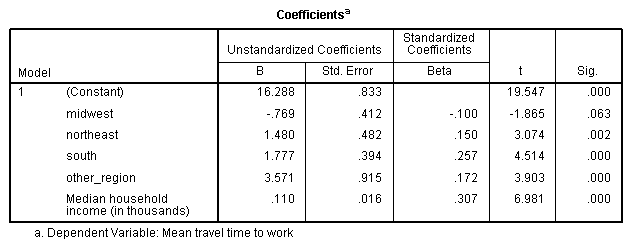 Coefficientsa
Unstandardized Coefficients Standardized Coefficients
Model B Std. Error Beta t Sig.
1 (Constant) 16.288 .833 19.547 .000
midwest -.769 .412 -.100 -1.865 .063
northeast 1.480 .482 .150 3.074 .002
south 1.777 .394 .257 4.514 .000
other_region 3.571 .915 .172 3.903 .000
Median household income (in thousands) .110 .016 .307 6.981 .000
a. Dependent Variable: Mean travel time to work